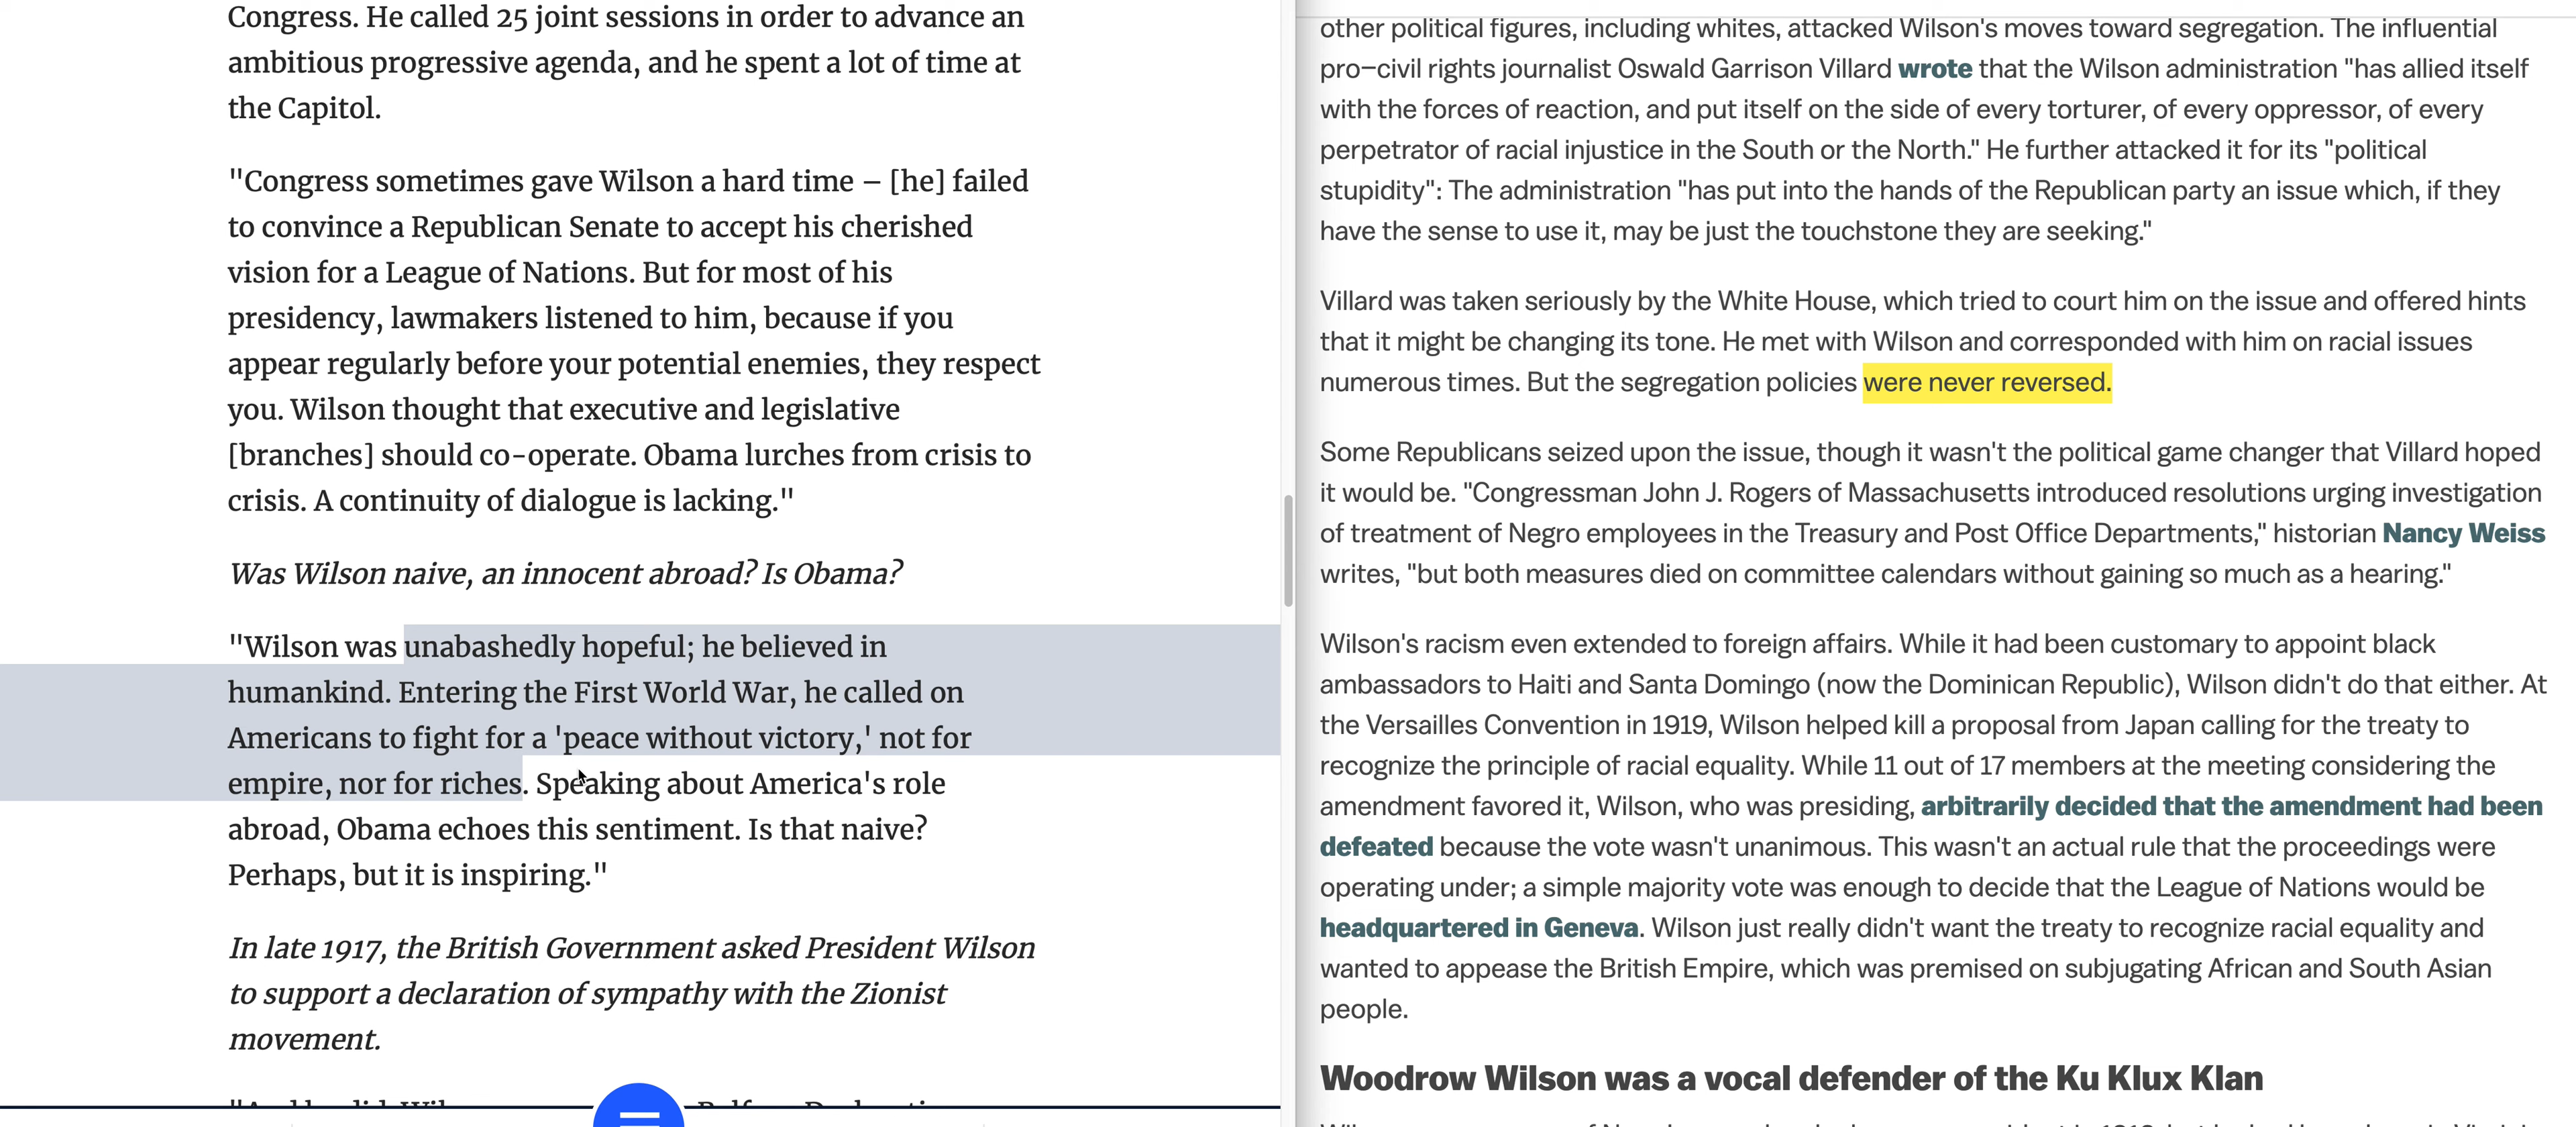 Congress. He called 25 joint sessions in order to advance an
ambitious progressive agenda, and he spent a lot of time at
the Capitol.
"Congress sometimes gave Wilson a hard time – [he] failed
to convince a Republican Senate to accept his cherished
vision for a League of Nations. But for most of his
presidency, lawmakers listened to him, because if you
appear regularly before your potential enemies, they respect
you. Wilson thought that executive and legislative
[branches] should co-operate. Obama lurches from crisis to
crisis. A continuity of dialogue is lacking."
Was Wilson naive, an innocent abroad? Is Obama?
"Wilson was unabashedly hopeful; he believed in
humankind. Entering the First World War, he called on
Americans to fight for a 'peace without victory,' not for
empire, nor for riches. Speaking about America's role
abroad, Obama echoes this sentiment. Is that naive?
Perhaps, but it is inspiring."
In late 1917, the British Government asked President Wilson
to support a declaration of sympathy with the Zionist
movement.
other political figures, including whites, attacked Wilson's moves toward segregation. The influential
pro–civil rights journalist Oswald Garrison Villard wrote that the Wilson administration "has allied itself
with the forces of reaction, and put itself on the side of every torturer, of every oppressor, of every
perpetrator of racial injustice in the South or the North." He further attacked it for its "political
stupidity": The administration "has put into the hands of the Republican party an issue which, if they
have the sense to use it, may be just the touchstone they are seeking."
Villard was taken seriously by the White House, which tried to court him on the issue and offered hints
that it might be changing its tone. He met with Wilson and corresponded with him on racial issues
numerous times. But the segregation policies were never reversed.
Some Republicans seized upon the issue, though it wasn't the political game changer that Villard hoped
it would be. "Congressman John J. Rogers of Massachusetts introduced resolutions urging investigation
of treatment of Negro employees in the Treasury and Post Office Departments," historian Nancy Weiss
writes, "but both measures died on committee calendars without gaining so much as a hearing."
Wilson's racism even extended to foreign affairs. While it had been customary to appoint black
ambassadors to Haiti and Santa Domingo (now the Dominican Republic), Wilson didn't do that either. At
the Versailles Convention in 1919, Wilson helped kill a proposal from Japan calling for the treaty to
recognize the principle of racial equality. While 11 out of 17 members at the meeting considering the
amendment favored it, Wilson, who was presiding, arbitrarily decided that the amendment had been
defeated because the vote wasn't unanimous. This wasn't an actual rule that the proceedings were
operating under; a simple majority vote was enough to decide that the League of Nations would be
headquartered in Geneva. Wilson just really didn't want the treaty to recognize racial equality and
wanted to appease the British Empire, which was premised on subjugating African and South Asian
people.
Woodrow Wilson was a vocal defender of the Ku Klux Klan